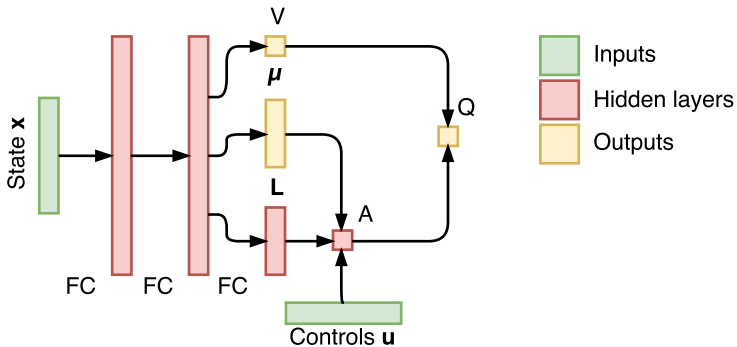 V
μ
Q
State x
L
A
FC
FC
FC
Controls u
Inputs
Hidden layers
Outputs